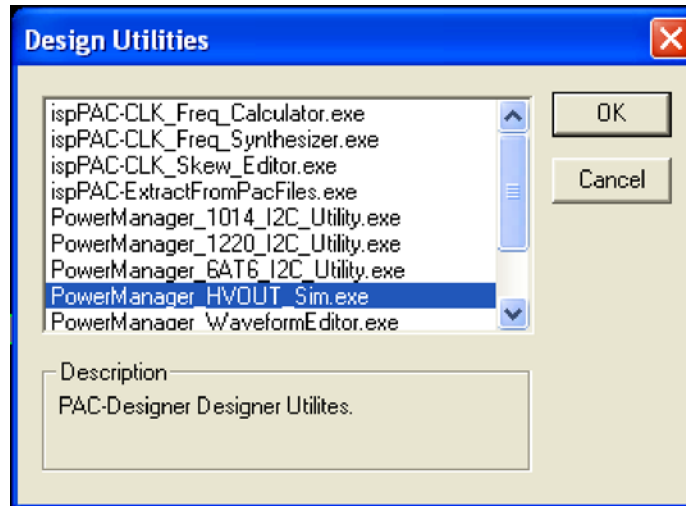 Design Utilities
ispPAC-CLK_Freq_Calculator.exe
ispPAC-CLK_Freq_Synthesizer.exe
ispPAC-CLK_Skew_Editor.exe
ispPAC-ExtractFromPacFiles.exe
PowerManager_1014_I2C_Utility.exe
PowerManager_1220_I2C_Utility.exe
PowerManager_6AT6_I2C_Utility.exe
PowerManager_HVOUT_Sim.exe
PowerManager_WaveformEditor.exe
OK
Cancel
Description
PAC-Designer Designer Utilites.